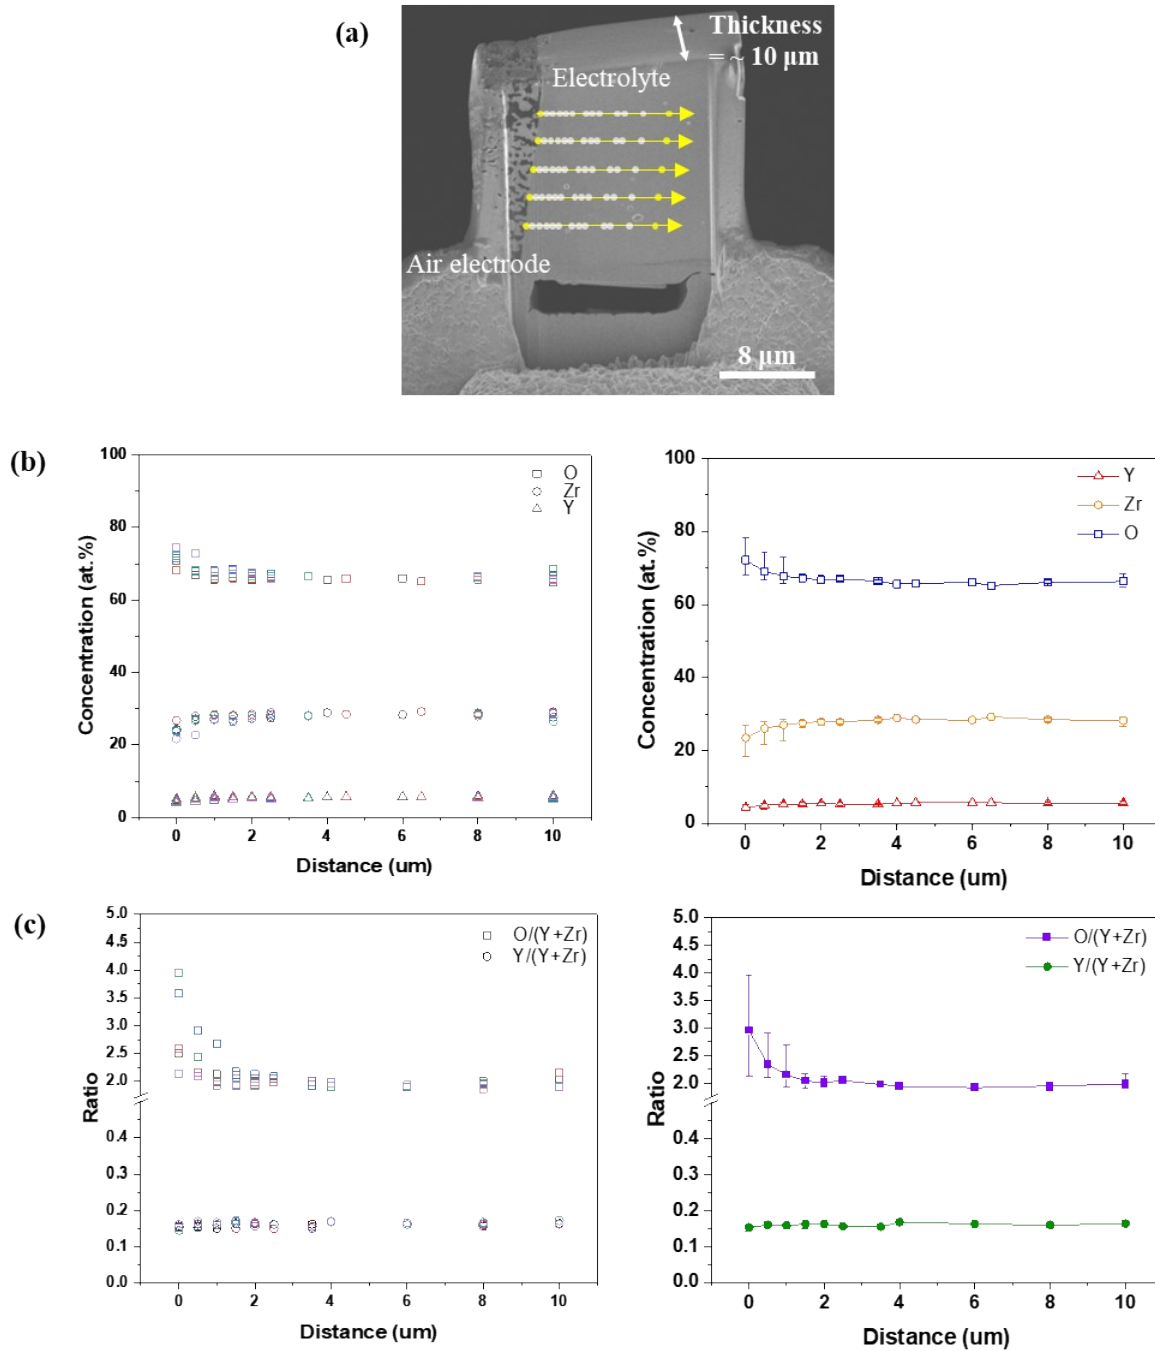 (a)
Thickness
= ~ 10 μm
Electrolyte
Air electrode
8 μm
(b)
100
80
60
40
20
0
Concentration (at.%)
O
Zr
Y
0 2 4 6 8 10
Distance (um)
100
80
60
40
20
0
Concentration (at.%)
Y
Zr
O
0 2 4 6 8 10
Distance (um)
(c)
5.0
4.5
4.0
3.5
3.0
2.5
2.0
0.4
0.3
0.2
0.1
0.0
Ratio
O/(Y+Zr)
Y/(Y+Zr)
0 2 4 6 8 10
Distance (um)
5.0
4.5
4.0
3.5
3.0
2.5
2.0
0.4
0.3
0.2
0.1
0.0
Ratio
O/(Y+Zr)
Y/(Y+Zr)
0 2 4 6 8 10
Distance (um)